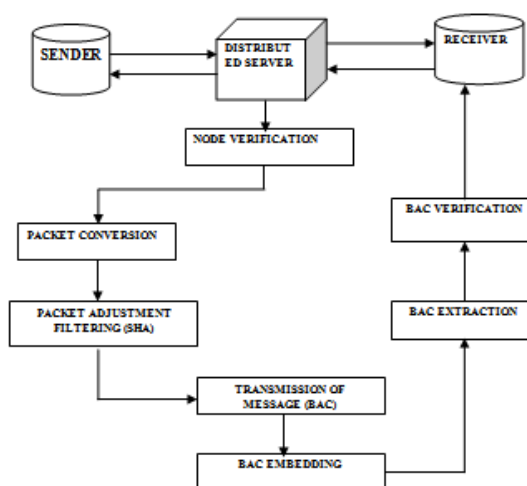 SENDER
DISTRIBUT
ED SERVER
RECEIVER
NODE VERIFICATION
PACKET CONVERSION
BAC VERIFICATION
PACKET ADJUSTMENT
FILTERING (SHA)
BAC EXTRACTION
TRANSMISSION OF
MESSAGE (BAC)
BAC EMBEDDING